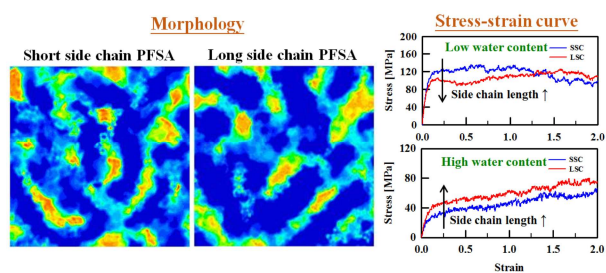 Morphology
Short side chain PFSA
Long side chain PFSA
Stress-strain curve
Stress [MPa]
200
160
120
80
40
0
Low water content
SSC
LSC
Side chain length ↑
0.0 0.5 1.0 1.5 2.0
Stress [MPa]
120
80
40
0
High water content
SSC
LSC
Side chain length ↑
0.0 0.5 1.0 1.5 2.0
Strain